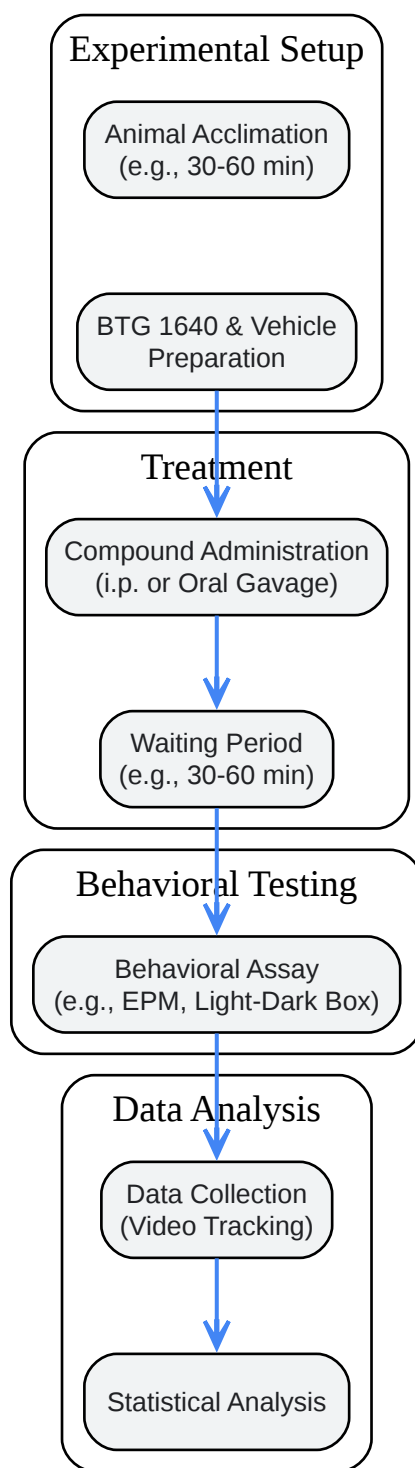 Experimental Setup
Animal Acclimation
(e.g., 30-60 min)
BTG 1640 & Vehicle
Preparation
Treatment
Compound Administration
(i.p. or Oral Gavage)
Waiting Period
(e.g., 30-60 min)
Behavioral Testing
Behavioral Assay
(e.g., EPM, Light-Dark Box)
Data Analysis
Data Collection
(Video Tracking)
Statistical Analysis